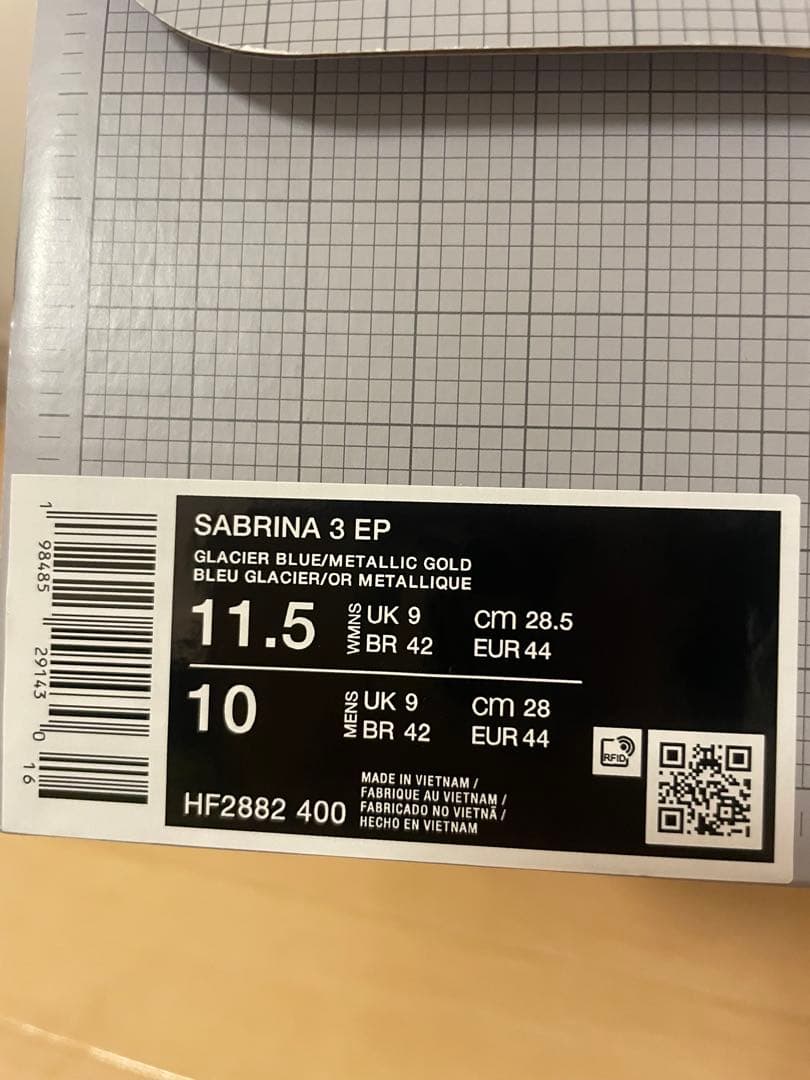 SABRINA 3 EP
GLACIER BLUE/METALLIC GOLD
BLEU GLACIER/OR METALLIQUE
11.5 WMNS UK 9 cm 28.5
BR 42 EUR 44
10 MENS UK 9 cm 28
BR 42 EUR 44
HF2882 400
MADE IN VIETNAM /
FABRIQUE AU VIETNAM /
FABRICADO NO VIETNÃ /
HECHO EN VIETNAM
RFID
1 98485 29143 0 16